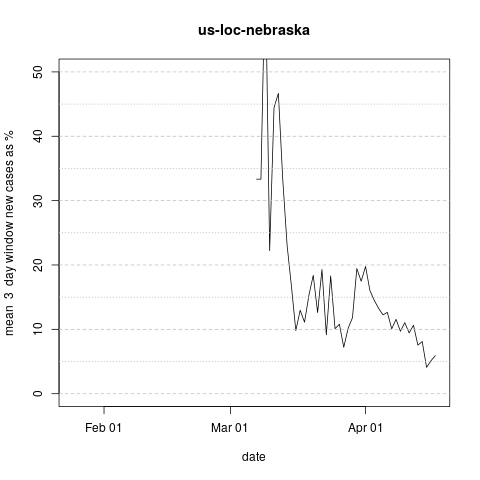 us-loc-nebraska
mean  3  day window new cases as %
50
40
30
20
10
0
Feb 01
Mar 01
Apr 01
date